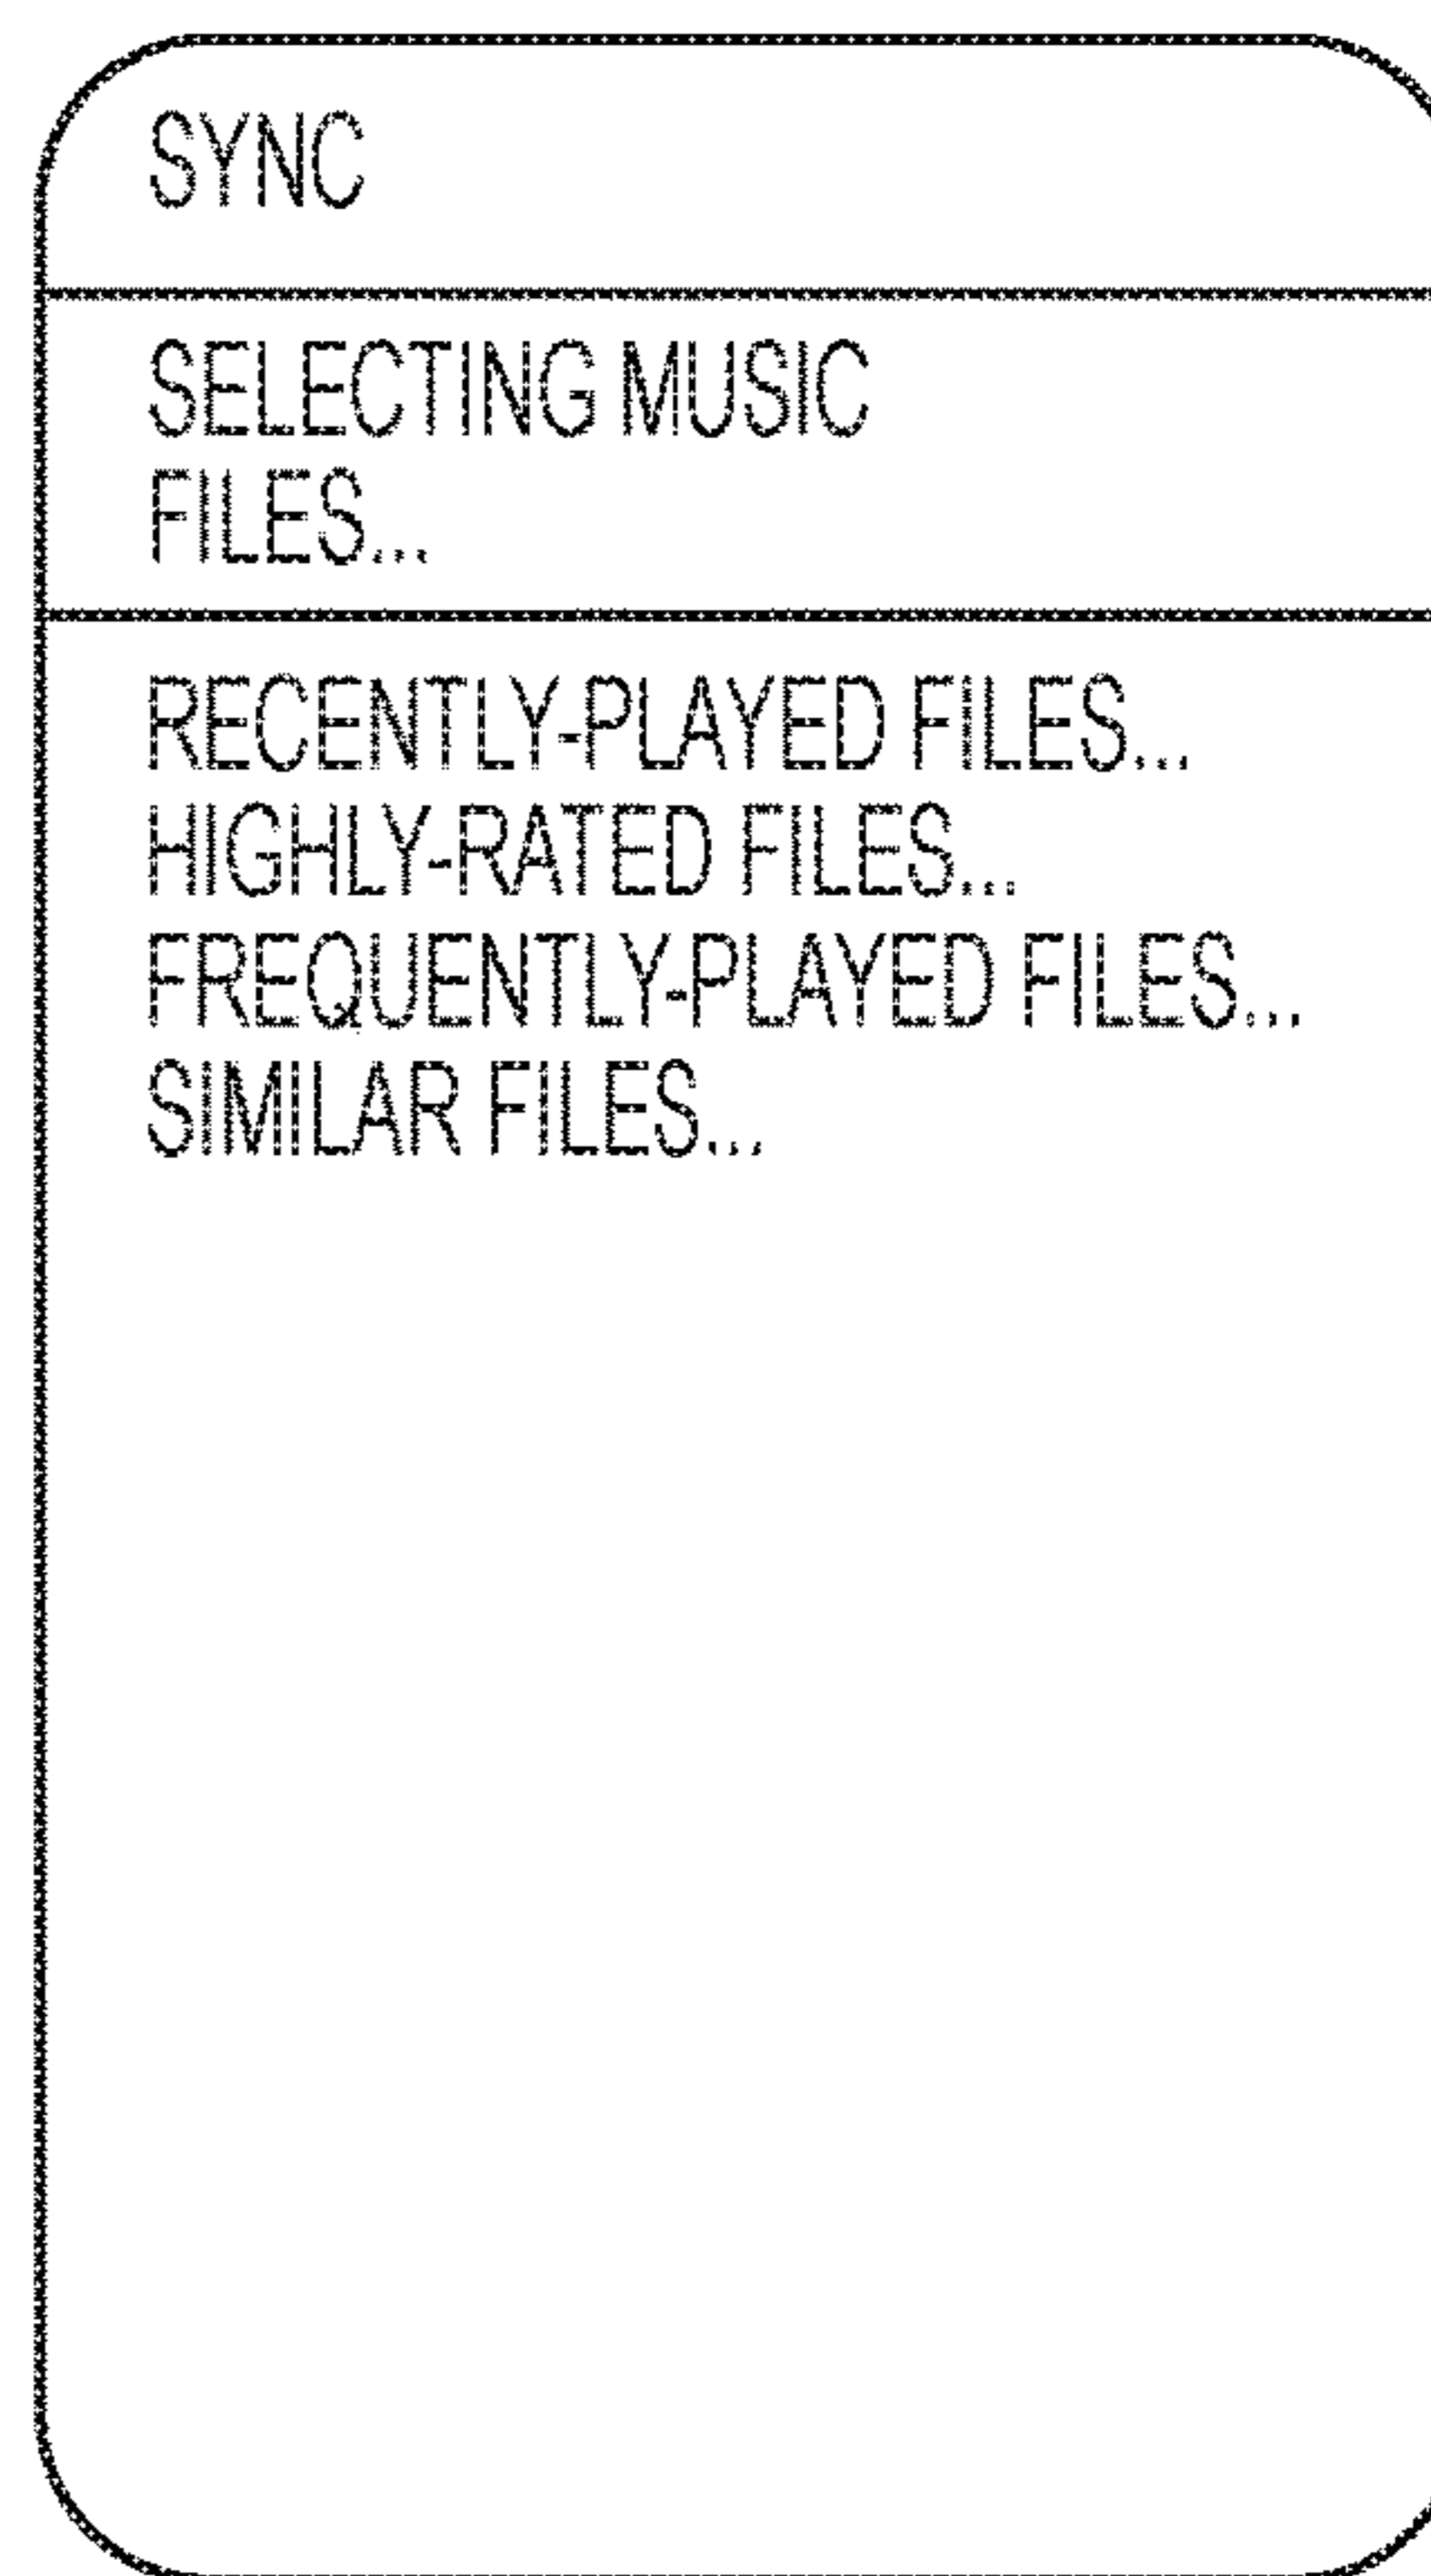 SYNC
SELECTING MUSIC
FILES...
RECENTLY-PLAYED FILES...
HIGHLY-RATED FILES...
FREQUENTLY-PLAYED FILES...
SIMILAR FILES...